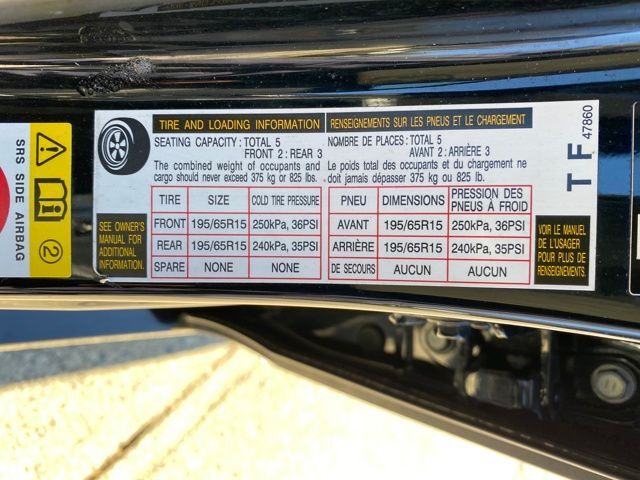 SRS SIDE AIRBAG
2
TIRE AND LOADING INFORMATION
SEATING CAPACITY: TOTAL 5
FRONT 2: REAR 3
The combined weight of occupants and
cargo should never exceed 375 kg or 825 lbs.
RENSEIGNEMENTS SUR LES PNEUS ET LE CHARGEMENT
NOMBRE DE PLACES: TOTAL 5
AVANT 2: ARRIÈRE 3
Le poids total des occupants et du chargement ne
doit jamais dépasser 375 kg ou 825 lb.
SEE OWNER'S
MANUAL FOR
ADDITIONAL
INFORMATION.
TIRE SIZE COLD TIRE PRESSURE
FRONT 195/65R15 250kPa, 36PSI
REAR 195/65R15 240kPa, 35PSI
SPARE NONE NONE
PNEU DIMENSIONS PRESSION DES
PNEUS À FROID
AVANT 195/65R15 250kPa, 36PSI
ARRIÈRE 195/65R15 240kPa, 35PSI
DE SECOURS AUCUN AUCUN
VOIR LE MANUEL
DE L'USAGER
POUR PLUS DE
RENSEIGNEMENTS.
TF
47860